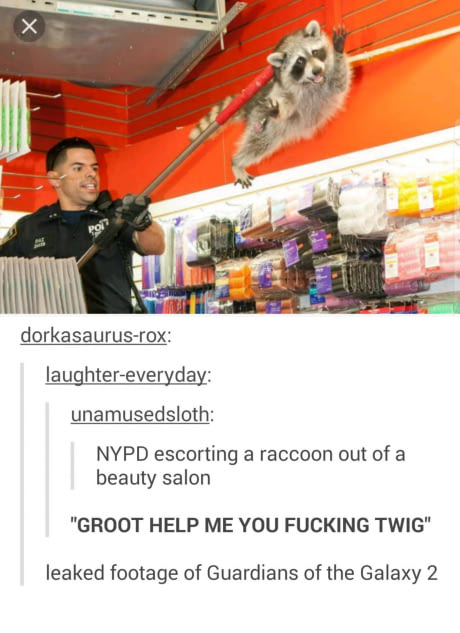 POLICE
dorkasaurus-rox:
laughter-everyday:
unamusedsloth:
NYPD escorting a raccoon out of a
beauty salon
"GROOT HELP ME YOU FUCKING TWIG"
leaked footage of Guardians of the Galaxy 2